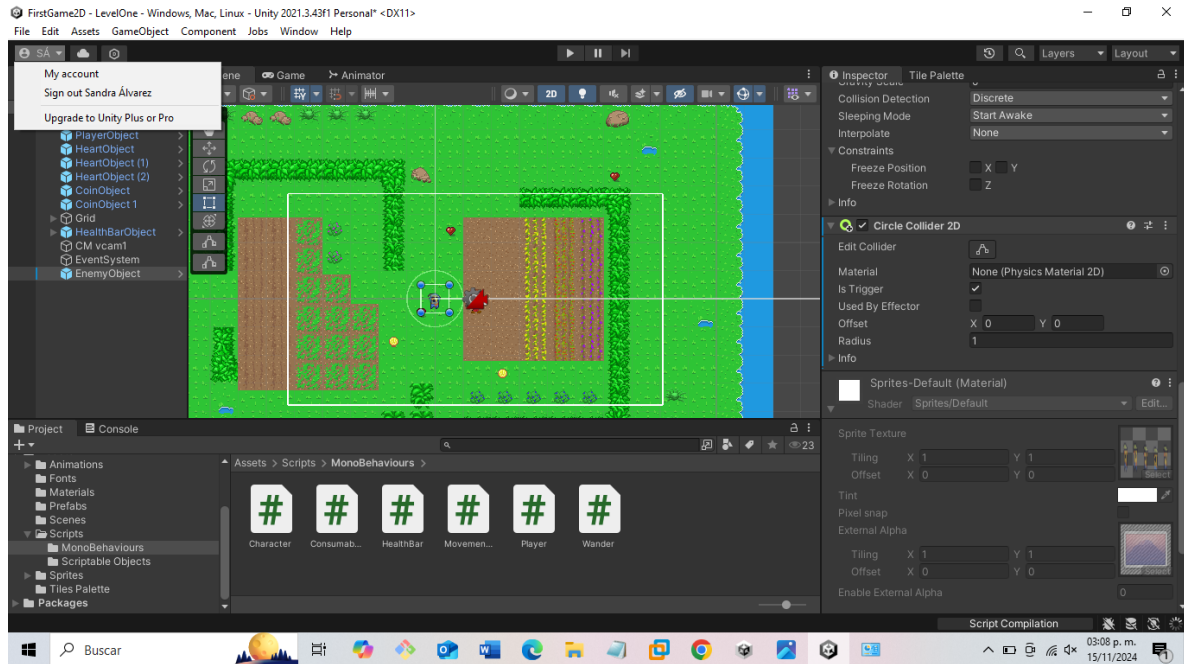 FirstGame2D - LevelOne - Windows, Mac, Linux - Unity 2021.3.43f1 Personal* <DX11>
File Edit Assets GameObject Component Jobs Window Help
SÁ
Layers
Layout
My account
Sign out Sandra Álvarez
Upgrade to Unity Plus or Pro
ene
Game
Animator
2D
PlayerObject
HeartObject
HeartObject (1)
HeartObject (2)
CoinObject
CoinObject 1
Grid
HealthBarObject
CM vcam1
EventSystem
EnemyObject
Inspector
Tile Palette
Collision Detection Discrete
Sleeping Mode Start Awake
Interpolate None
Constraints
Freeze Position X Y
Freeze Rotation Z
Info
Circle Collider 2D
Edit Collider
Material None (Physics Material 2D)
Is Trigger
Used By Effector
Offset X 0 Y 0
Radius 1
Info
Sprites-Default (Material)
Shader Sprites/Default Edit...
Sprite Texture
Tiling X 1 Y 1
Offset X 0 Y 0
Select
Tint
Pixel snap
External Alpha
Tiling X 1 Y 1
Offset X 0 Y 0
Select
Enable External Alpha 0
Project
Console
23
Animations
Fonts
Materials
Prefabs
Scenes
Scripts
MonoBehaviours
Scriptable Objects
Sprites
Tiles Palette
Packages
Assets > Scripts > MonoBehaviours >
# # # # # #
Character Consumab... HealthBar Movemen... Player Wander
Script Compilation
Buscar
03:08 p. m.
15/11/2024
1